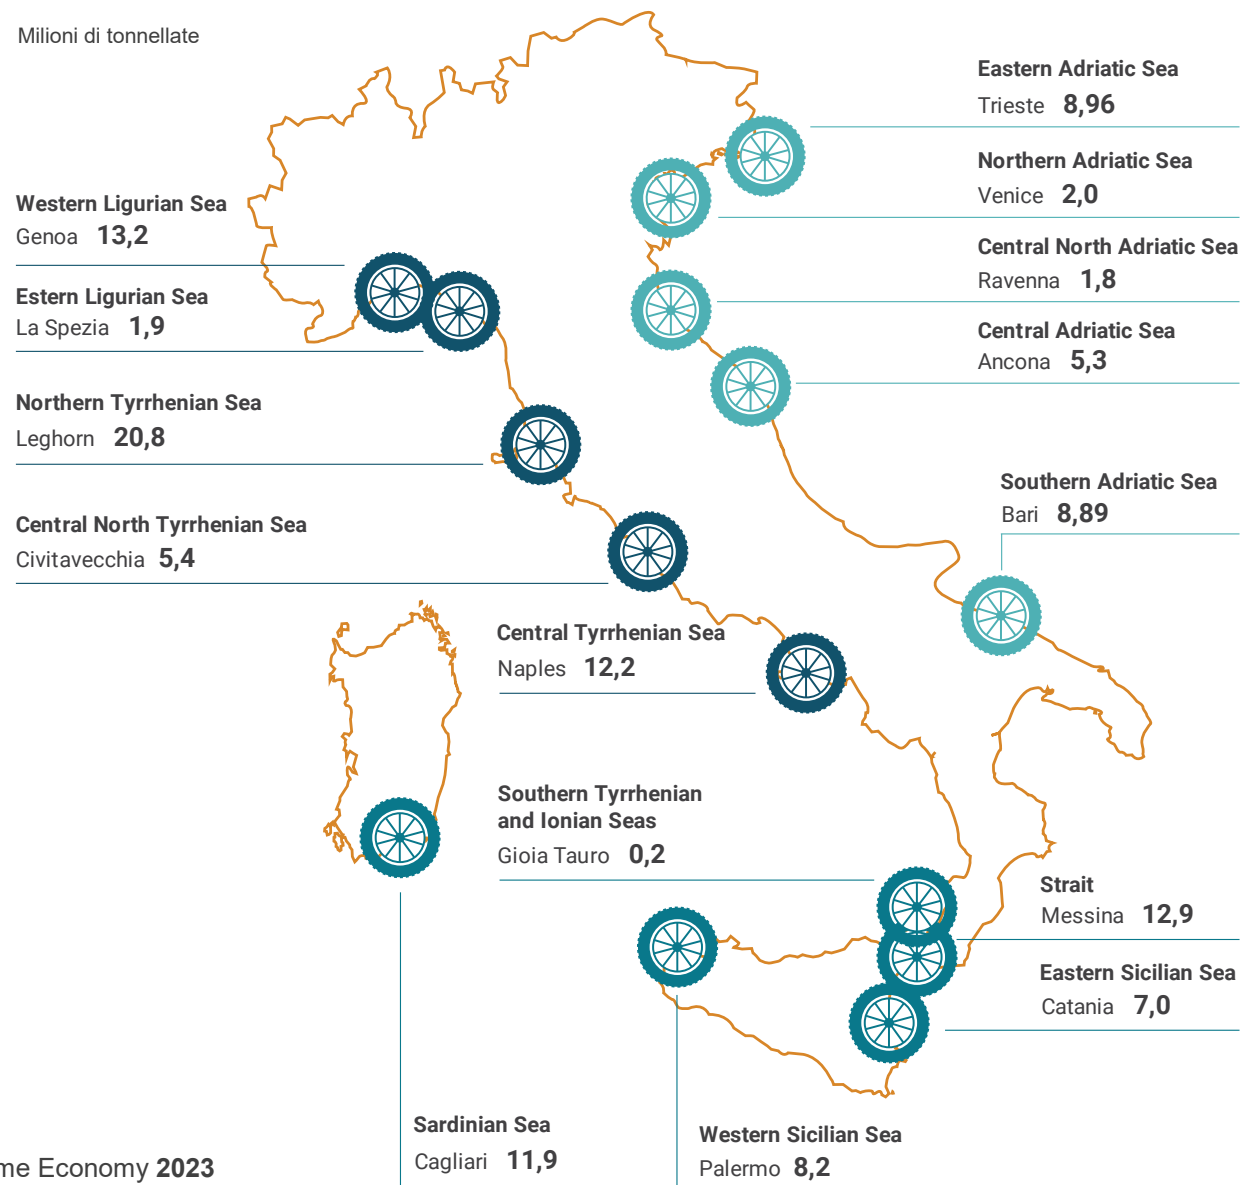 Milioni di tonnellate
Eastern Adriatic Sea
Trieste 8,96
Northern Adriatic Sea
Venice 2,0
Central North Adriatic Sea
Ravenna 1,8
Central Adriatic Sea
Ancona 5,3
Western Ligurian Sea
Genoa 13,2
Estern Ligurian Sea
La Spezia 1,9
Northern Tyrrhenian Sea
Leghorn 20,8
Central North Tyrrhenian Sea
Civitavecchia 5,4
Southern Adriatic Sea
Bari 8,89
Central Tyrrhenian Sea
Naples 12,2
Southern Tyrrhenian
and Ionian Seas
Gioia Tauro 0,2
Strait
Messina 12,9
Eastern Sicilian Sea
Catania 7,0
Sardinian Sea
Cagliari 11,9
Western Sicilian Sea
Palermo 8,2
me Economy 2023